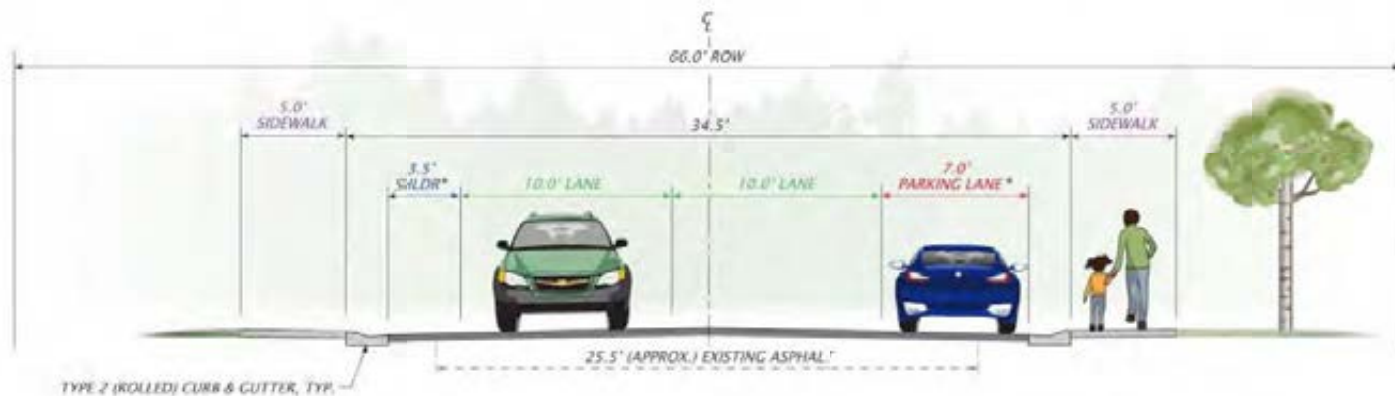 ℄
66.0' ROW
5.0'
SIDEWALK
34.5'
5.0'
SIDEWALK
3.5'
SHLDR*
10.0' LANE
10.0' LANE
7.0'
PARKING LANE*
25.5' (APPROX.) EXISTING ASPHALT
TYPE 2 (ROLLED) CURB & GUTTER, TYP.